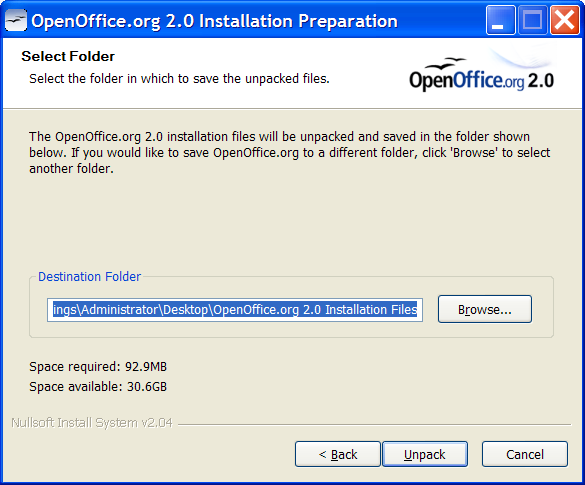 OpenOffice.org 2.0 Installation Preparation
Select Folder
Select the folder in which to save the unpacked files.
OpenOffice.org 2.0
The OpenOffice.org 2.0 installation files will be unpacked and saved in the folder shown
below. If you would like to save OpenOffice.org to a different folder, click 'Browse' to select
another folder.
Destination Folder
ings\Administrator\Desktop\OpenOffice.org 2.0 Installation Files
Browse...
Space required: 92.9MB
Space available: 30.6GB
Nullsoft Install System v2.04
< Back
Unpack
Cancel